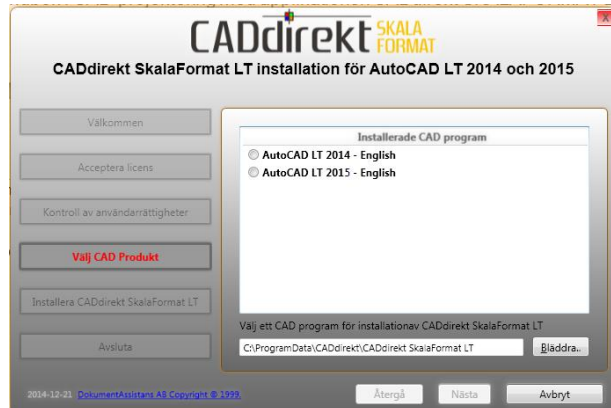 CADdirekt SKALA FORMAT
CADdirekt SkalaFormat LT installation för AutoCAD LT 2014 och 2015
Välkommen
Acceptera licens
Kontroll av användarrättigheter
Välj CAD Produkt
Installera CADdirekt SkalaFormat LT
Avsluta
Installerade CAD program
AutoCAD LT 2014 - English
AutoCAD LT 2015 - English
Välj ett CAD program för installationav CADdirekt SkalaFormat LT
C:\ProgramData\CADdirekt\CADdirekt SkalaFormat LT
Bläddra..
2014-12-21 DokumentAssistans AB Copyright © 1999.
Återgå
Nästa
Avbryt